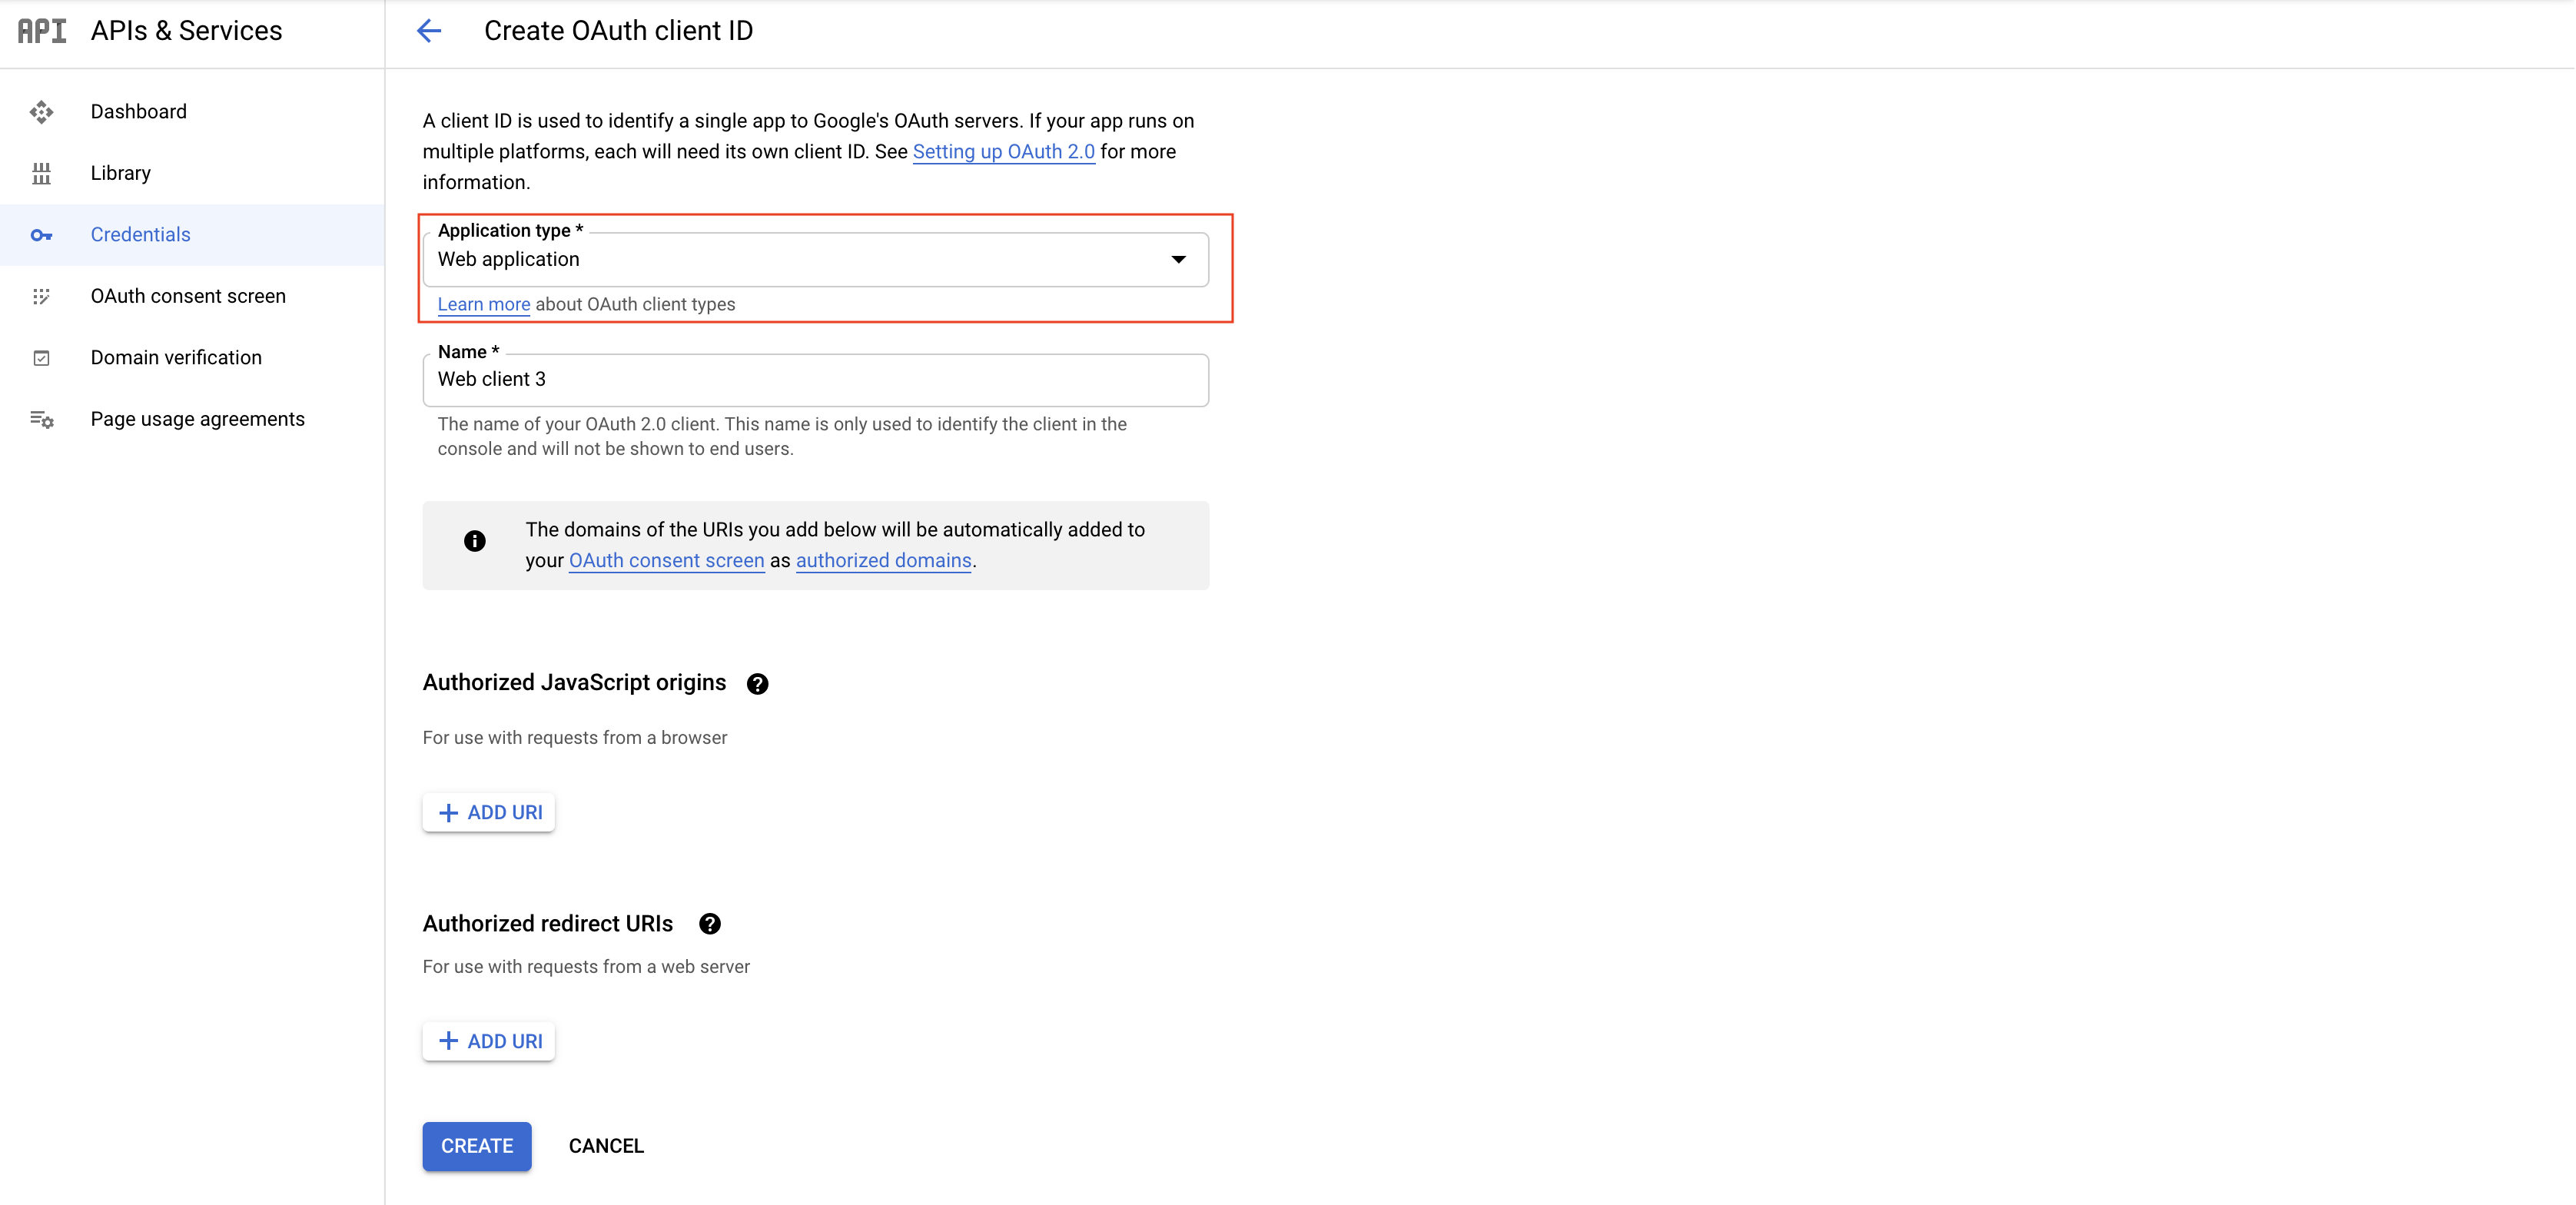 API APIs & Services
Create OAuth client ID
Dashboard
Library
Credentials
OAuth consent screen
Domain verification
Page usage agreements
A client ID is used to identify a single app to Google's OAuth servers. If your app runs on
multiple platforms, each will need its own client ID. See Setting up OAuth 2.0 for more
information.
Application type *
Web application
Learn more about OAuth client types
Name *
Web client 3
The name of your OAuth 2.0 client. This name is only used to identify the client in the
console and will not be shown to end users.
The domains of the URIs you add below will be automatically added to
your OAuth consent screen as authorized domains.
Authorized JavaScript origins
For use with requests from a browser
ADD URI
Authorized redirect URIs
For use with requests from a web server
ADD URI
CREATE CANCEL